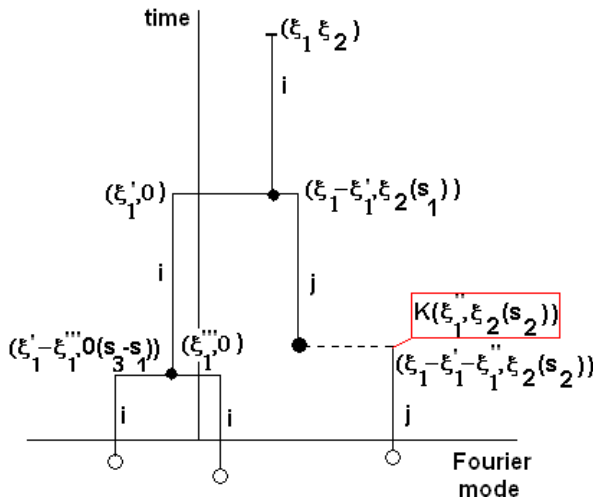 time
(ξ₁ ξ₂)
i
(ξ₁',0)
(ξ₁–ξ₁',ξ₂(s₁))
i
j
K(ξ₁'',ξ₂(s₂))
(ξ₁'–ξ₁''',0(s₃-s₁))
(ξ₁''',0)
(ξ₁–ξ₁'–ξ₁'',ξ₂(s₂))
i
i
j
Fourier
mode